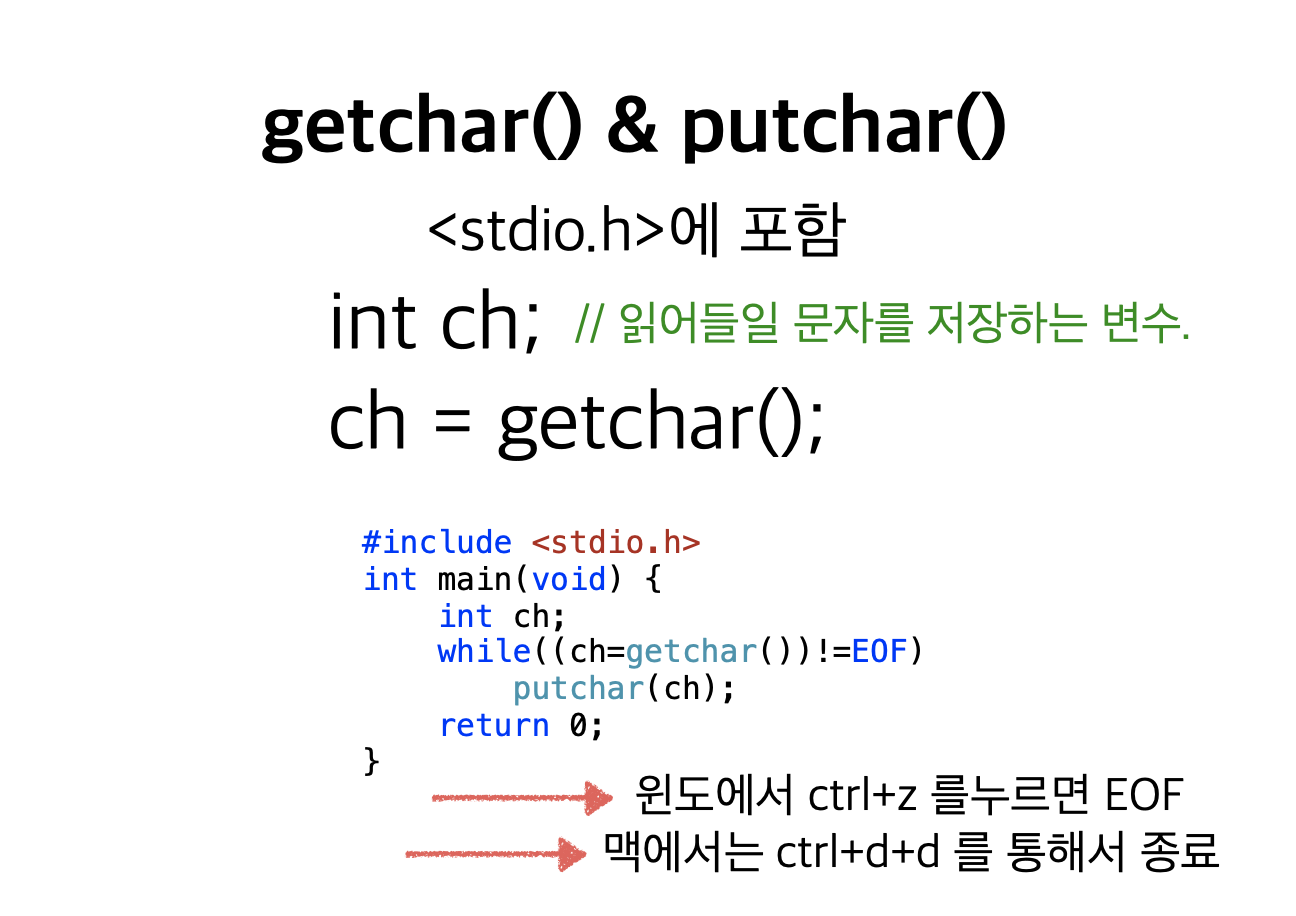 getchar() & putchar()
<stdio.h>에 포함
int ch; // 읽어들일 문자를 저장하는 변수.
ch = getchar();
#include <stdio.h>
int main(void) {
    int ch;
    while((ch=getchar())!=EOF)
        putchar(ch);
    return 0;
}
윈도에서 ctrl+z 를누르면 EOF
맥에서는 ctrl+d+d 를 통해서 종료